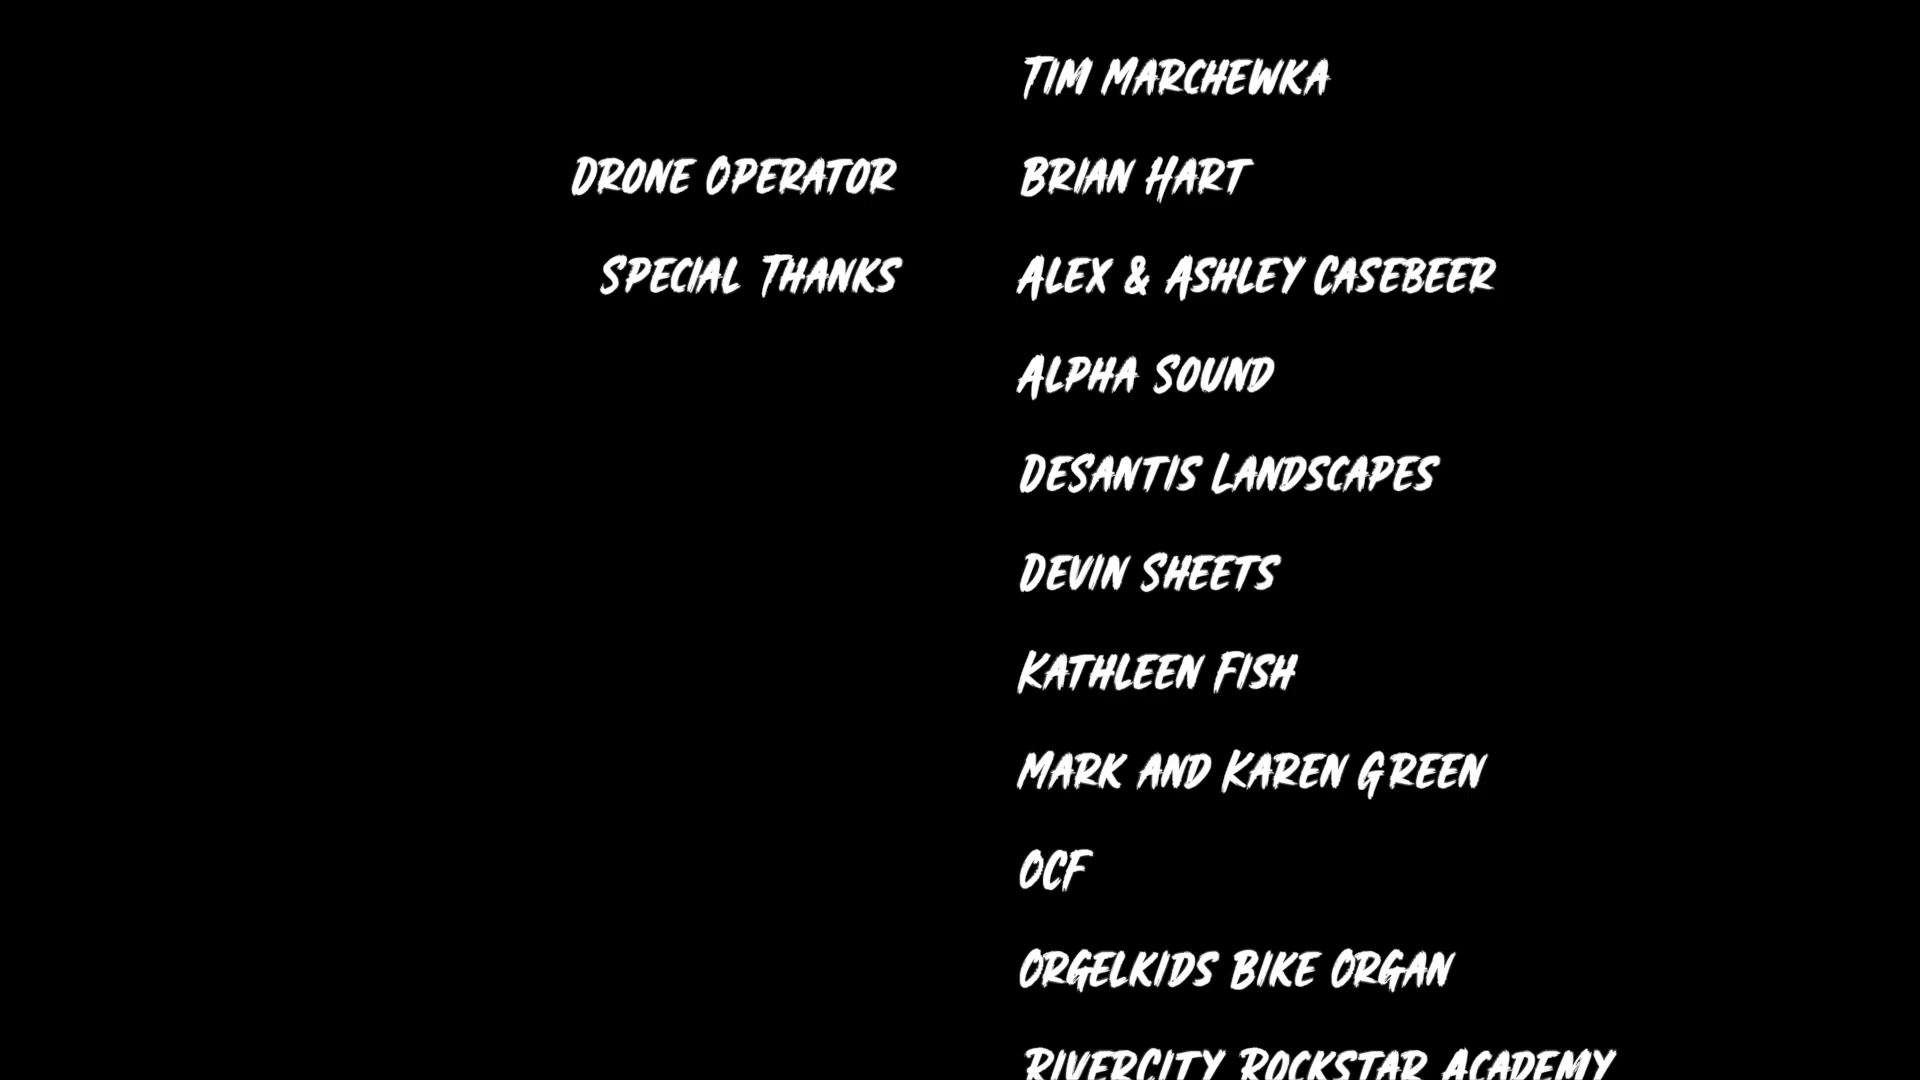 Tim Marchewka
Drone Operator Brian Hart
Special Thanks Alex & Ashley Casebeer
Alpha Sound
DeSantis Landscapes
Devin Sheets
Kathleen Fish
Mark and Karen Green
OCF
Orgelkids Bike Organ
RiverCity Rockstar Academy